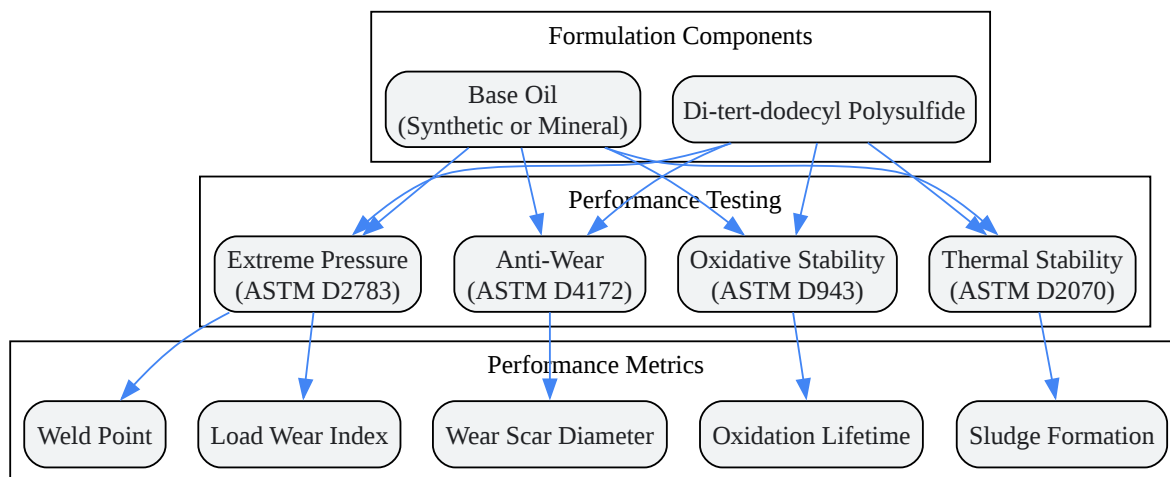 Formulation Components
Base Oil
(Synthetic or Mineral)
Di-tert-dodecyl Polysulfide
Performance Testing
Extreme Pressure
(ASTM D2783)
Anti-Wear
(ASTM D4172)
Oxidative Stability
(ASTM D943)
Thermal Stability
(ASTM D2070)
Performance Metrics
Weld Point
Load Wear Index
Wear Scar Diameter
Oxidation Lifetime
Sludge Formation